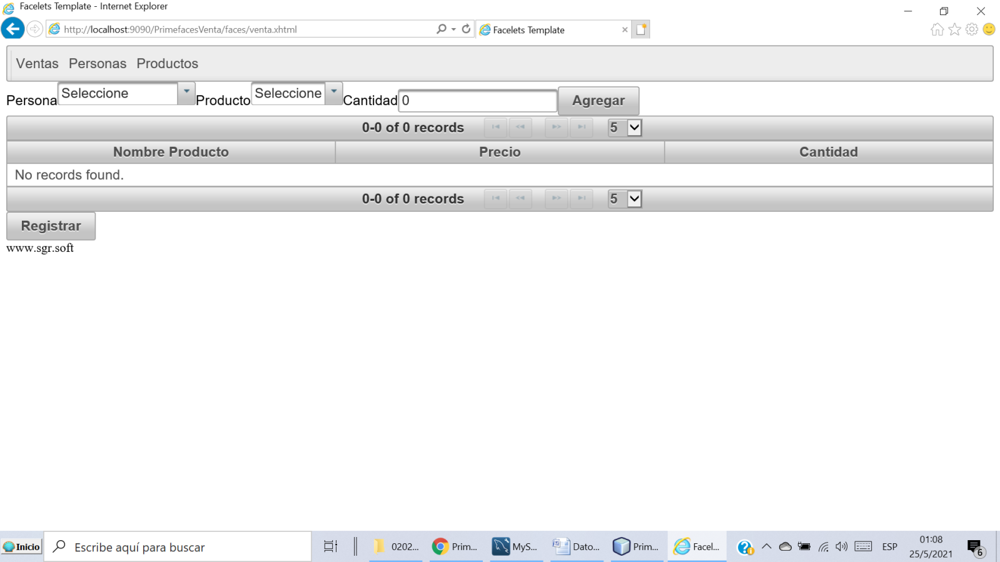 Facelets Template - Internet Explorer
http://localhost:9090/PrimefacesVenta/faces/venta.xhtml
Facelets Template
Ventas Personas Productos
Persona Seleccione Producto Seleccione Cantidad 0 Agregar
0-0 of 0 records 5
Nombre Producto Precio Cantidad
No records found.
0-0 of 0 records 5
Registrar
www.sgr.soft
Inicio Escribe aquí para buscar 0202... Prim... MyS... Dato... Prim... Facel... ESP 01:08
25/5/2021 6